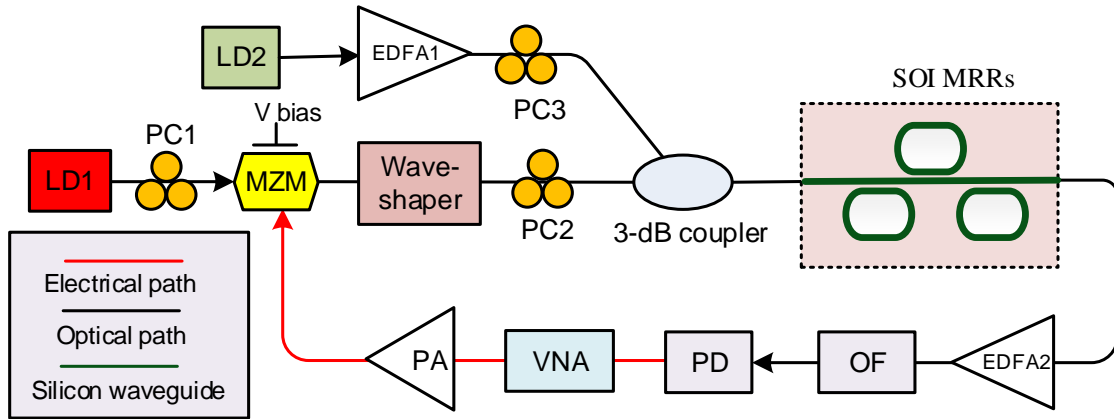 LD2
EDFA1
PC3
SOI MRRs
V bias
PC1
LD1
MZM
Wave-
shaper
PC2
3-dB coupler
Electrical path
Optical path
Silicon waveguide
PA
VNA
PD
OF
EDFA2